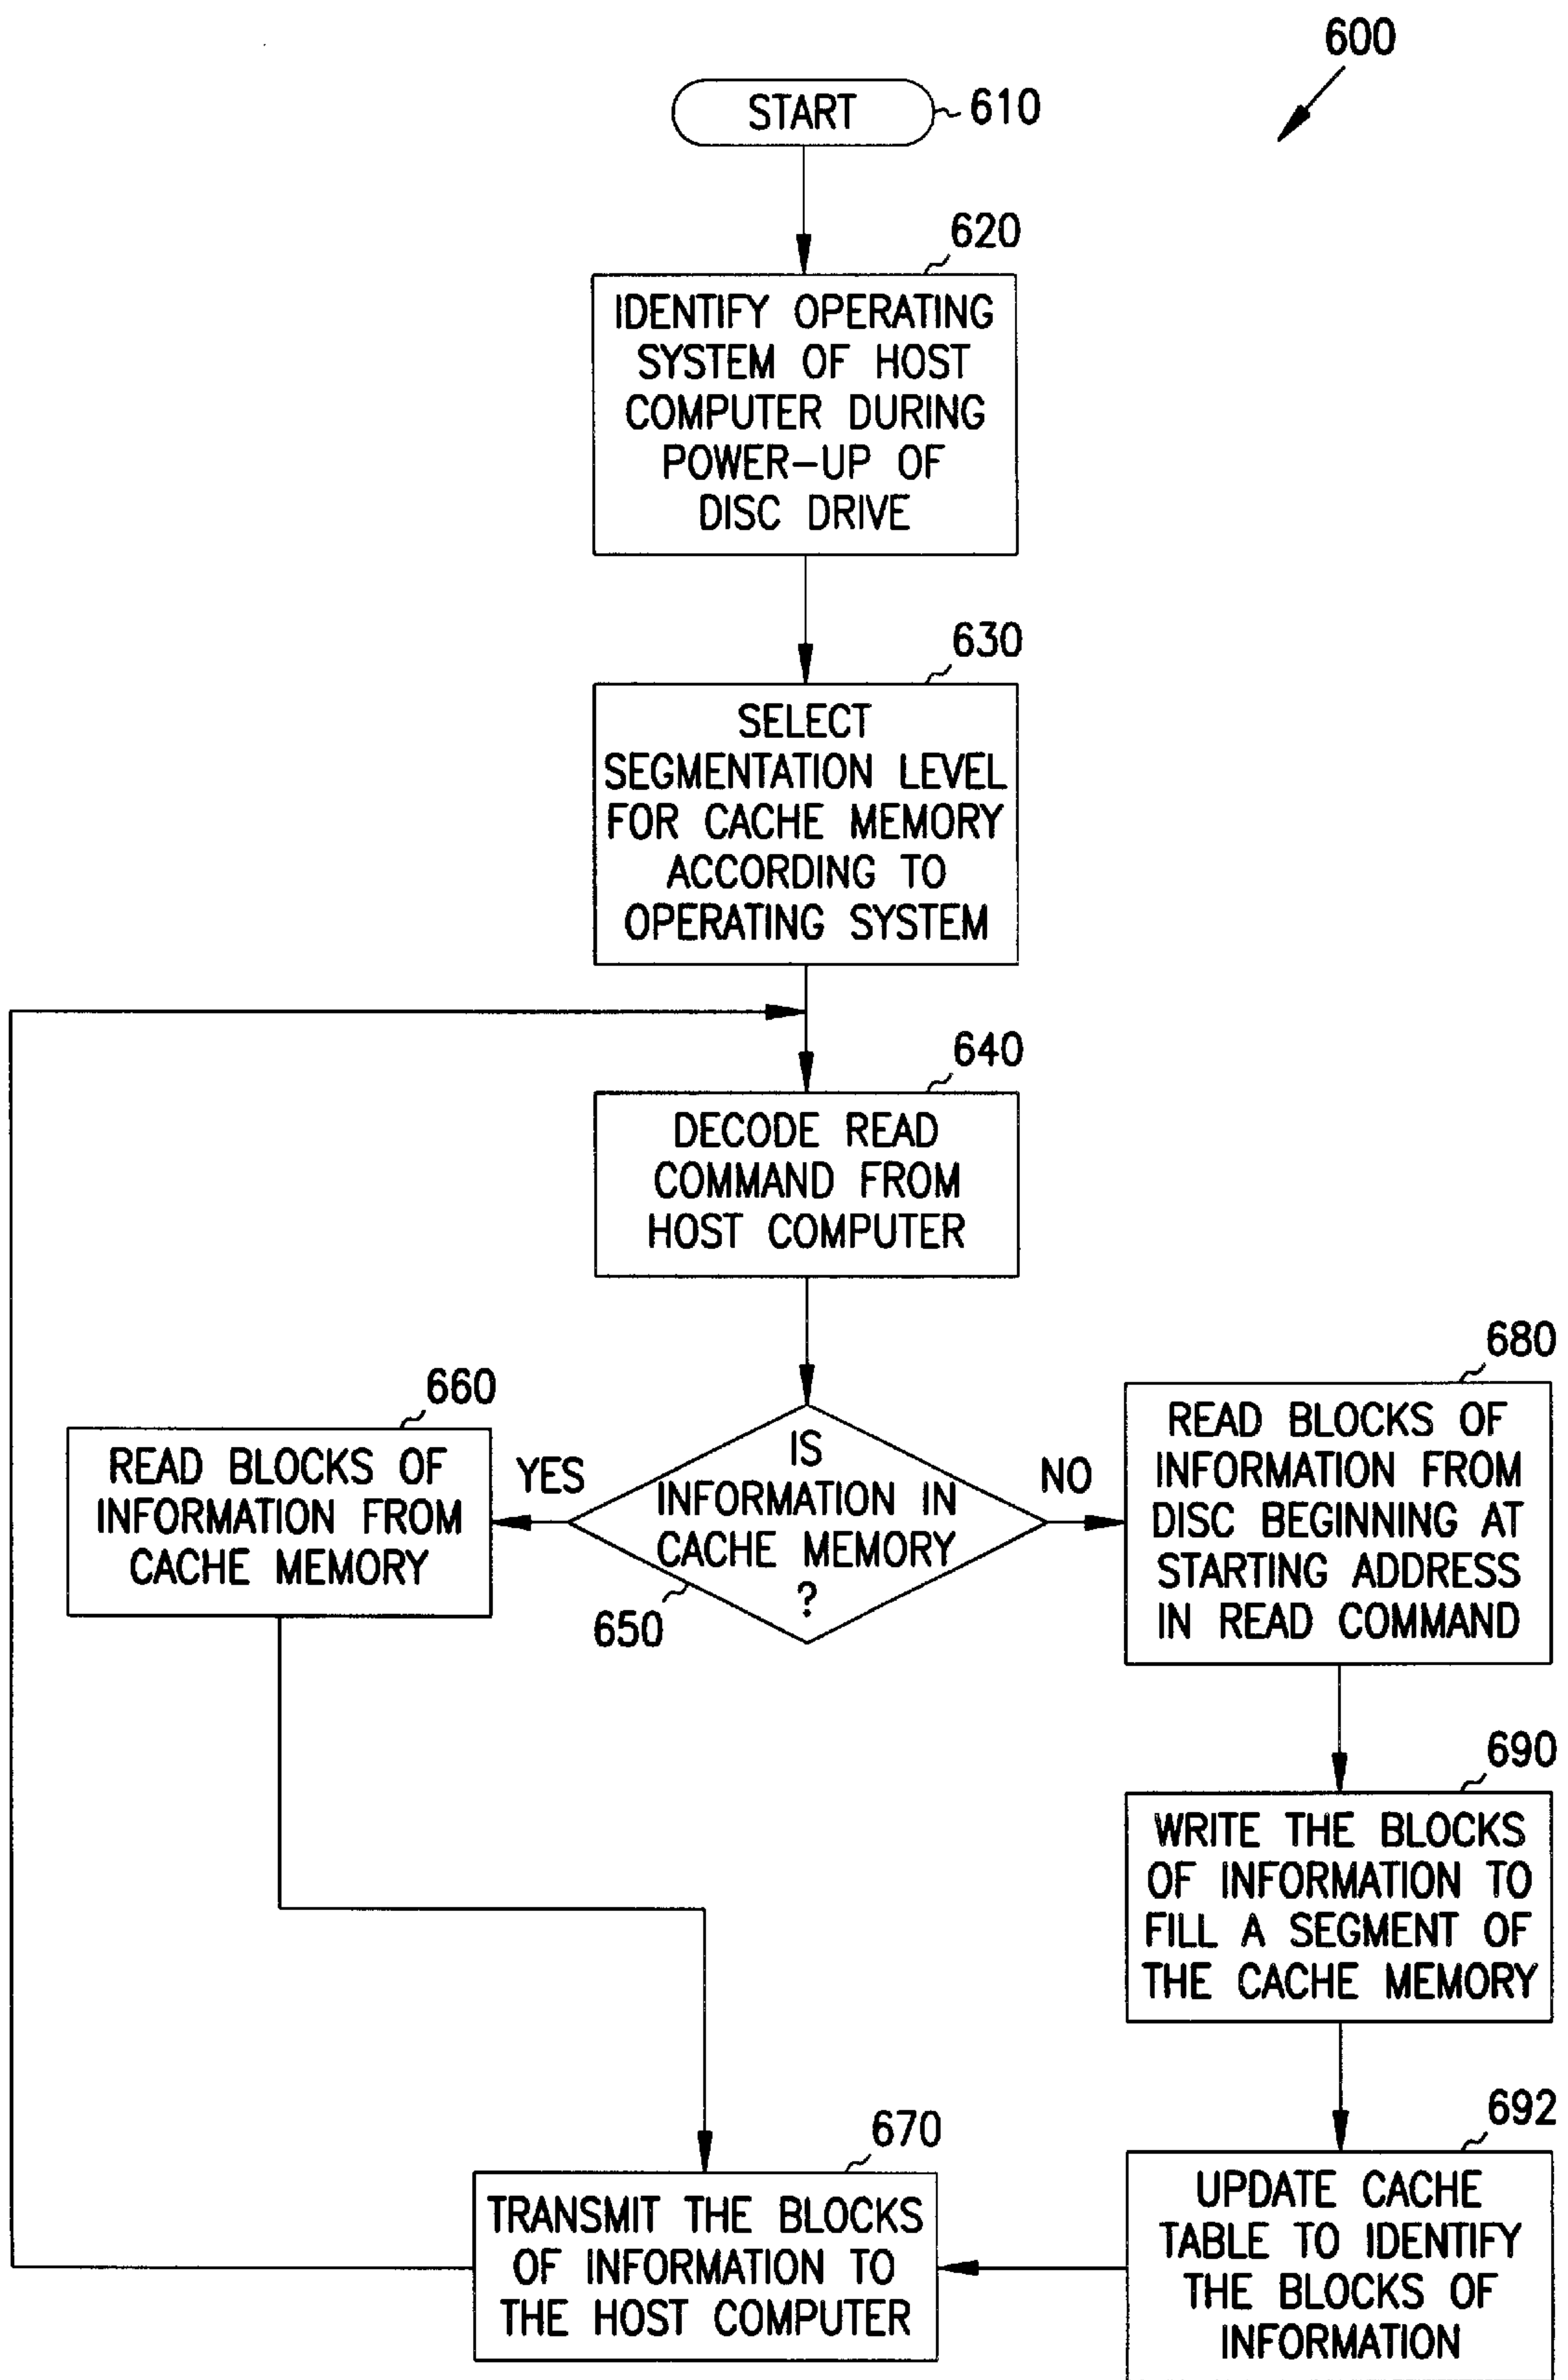 600
START
610
620
IDENTIFY OPERATING
SYSTEM OF HOST
COMPUTER DURING
POWER-UP OF
DISC DRIVE
630
SELECT
SEGMENTATION LEVEL
FOR CACHE MEMORY
ACCORDING TO
OPERATING SYSTEM
640
DECODE READ
COMMAND FROM
HOST COMPUTER
650
IS
INFORMATION IN
CACHE MEMORY
?
YES
NO
660
READ BLOCKS OF
INFORMATION FROM
CACHE MEMORY
680
READ BLOCKS OF
INFORMATION FROM
DISC BEGINNING AT
STARTING ADDRESS
IN READ COMMAND
690
WRITE THE BLOCKS
OF INFORMATION TO
FILL A SEGMENT OF
THE CACHE MEMORY
692
UPDATE CACHE
TABLE TO IDENTIFY
THE BLOCKS OF
INFORMATION
670
TRANSMIT THE BLOCKS
OF INFORMATION TO
THE HOST COMPUTER